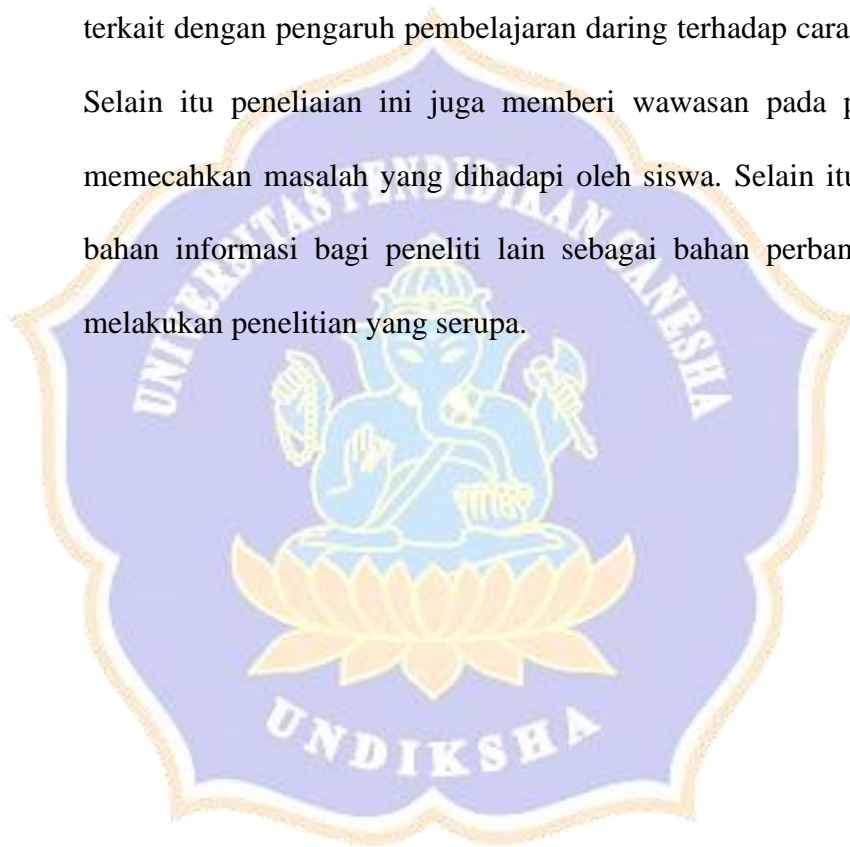 terkait dengan pengaruh pembelajaran daring terhadap cara
Selain itu peneliaian ini juga memberi wawasan pada p
memecahkan masalah yang dihadapi oleh siswa. Selain itu
bahan informasi bagi peneliti lain sebagai bahan perban
melakukan penelitian yang serupa.
UNIVERSITAS PENDIDIKAN GANESHA
UNDIKSHA